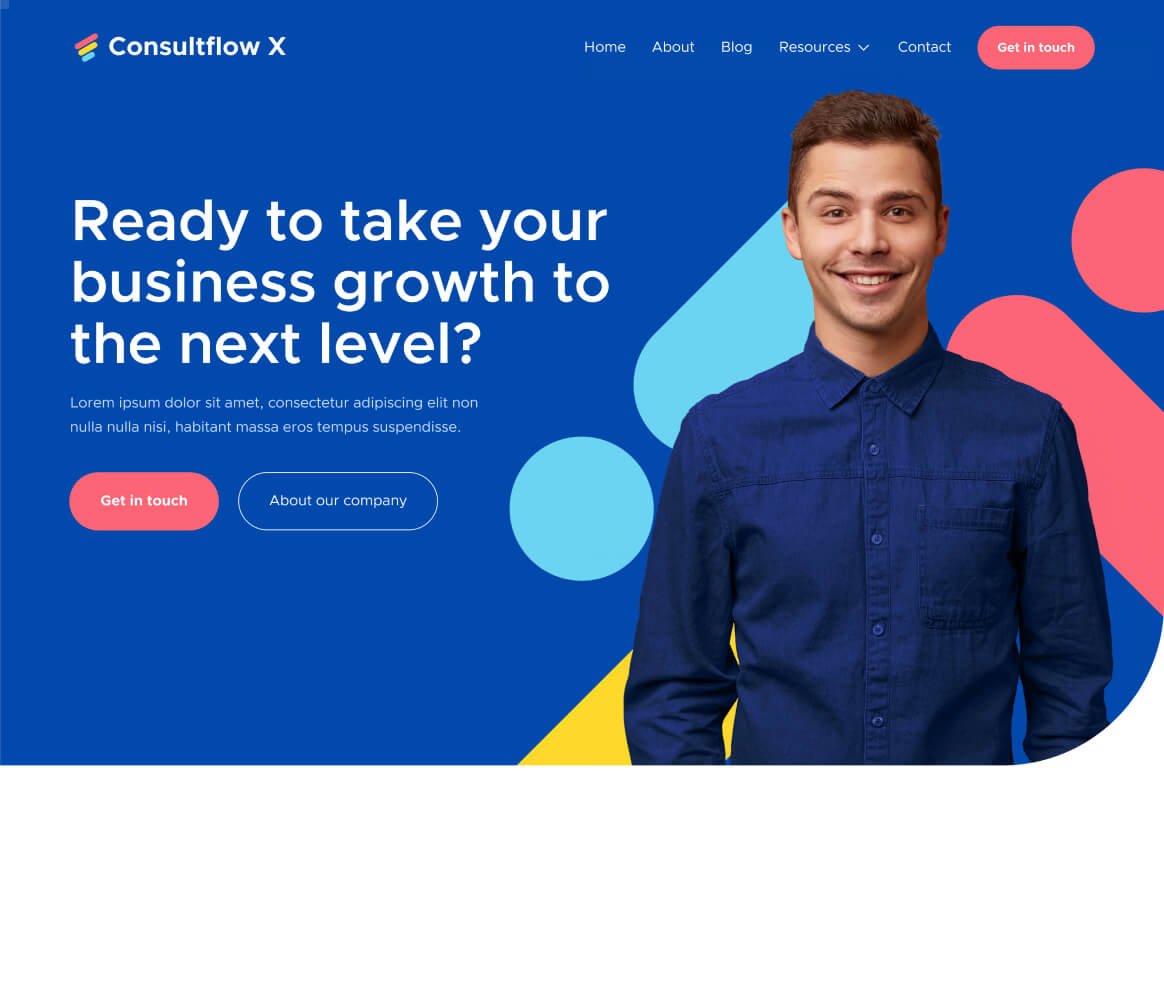 Consultflow X
Home
About
Blog
Resources
Contact
Get in touch
Ready to take your
business growth to
the next level?
Lorem ipsum dolor sit amet, consectetur adipiscing elit non
nulla nulla nisi, habitant massa eros tempus suspendisse.
Get in touch
About our company